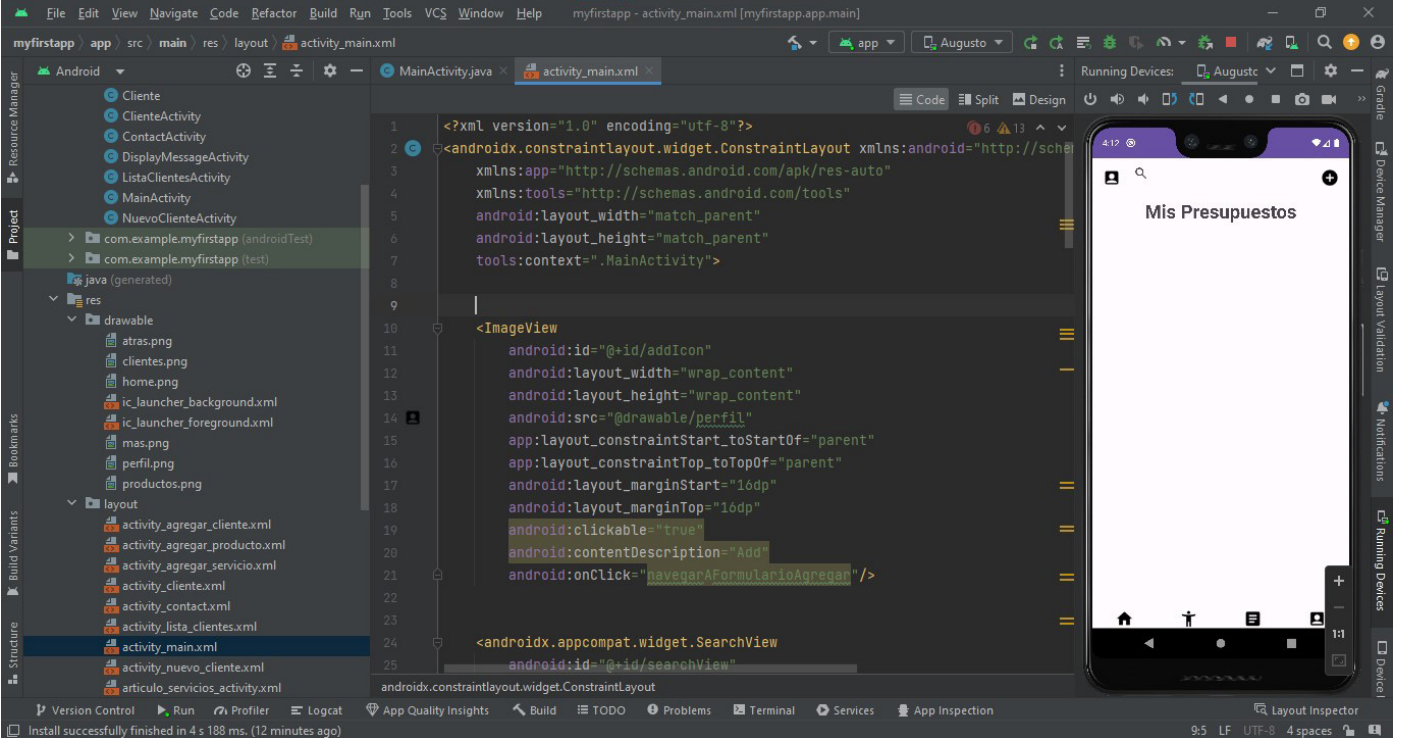 File Edit View Navigate Code Refactor Build Run Tools VCS Window Help myfirstapp - activity_main.xml [myfirstapp.app.main]
myfirstapp app src main res layout activity_main.xml app Augusto
Android MainActivity.java activity_main.xml Running Devices: Augustc
Code Split Design
Resource Manager
Project
Bookmarks
Build Variants
Structure
Cliente
ClienteActivity
ContactActivity
DisplayMessageActivity
ListaClientesActivity
MainActivity
NuevoClienteActivity
com.example.myfirstapp (androidTest)
com.example.myfirstapp (test)
java (generated)
res
drawable
atras.png
clientes.png
home.png
ic_launcher_background.xml
ic_launcher_foreground.xml
mas.png
perfil.png
productos.png
layout
activity_agregar_cliente.xml
activity_agregar_producto.xml
activity_agregar_servicio.xml
activity_cliente.xml
activity_contact.xml
activity_lista_clientes.xml
activity_main.xml
activity_nuevo_cliente.xml
articulo_servicios_activity.xml
1 <?xml version="1.0" encoding="utf-8"?> 6 13
2 <androidx.constraintlayout.widget.ConstraintLayout xmlns:android="http://schem
3 xmlns:app="http://schemas.android.com/apk/res-auto"
4 xmlns:tools="http://schemas.android.com/tools"
5 android:layout_width="match_parent"
6 android:layout_height="match_parent"
7 tools:context=".MainActivity">
8
9
10 <ImageView
11 android:id="@+id/addIcon"
12 android:layout_width="wrap_content"
13 android:layout_height="wrap_content"
14 android:src="@drawable/perfil"
15 app:layout_constraintStart_toStartOf="parent"
16 app:layout_constraintTop_toTopOf="parent"
17 android:layout_marginStart="16dp"
18 android:layout_marginTop="16dp"
19 android:clickable="true"
20 android:contentDescription="Add"
21 android:onClick="navegarAFormularioAgregar"/>
22
23
24 <androidx.appcompat.widget.SearchView
25 android:id="@+id/searchView"
androidx.constraintlayout.widget.ConstraintLayout
4:12
Mis Presupuestos
1:1
Gradle
Device Manager
Layout Validation
Notifications
Running Devices
Device
Version Control Run Profiler Logcat App Quality Insights Build TODO Problems Terminal Services App Inspection Layout Inspector
Install successfully finished in 4 s 188 ms. (12 minutes ago) 9:5 LF UTF-8 4 spaces